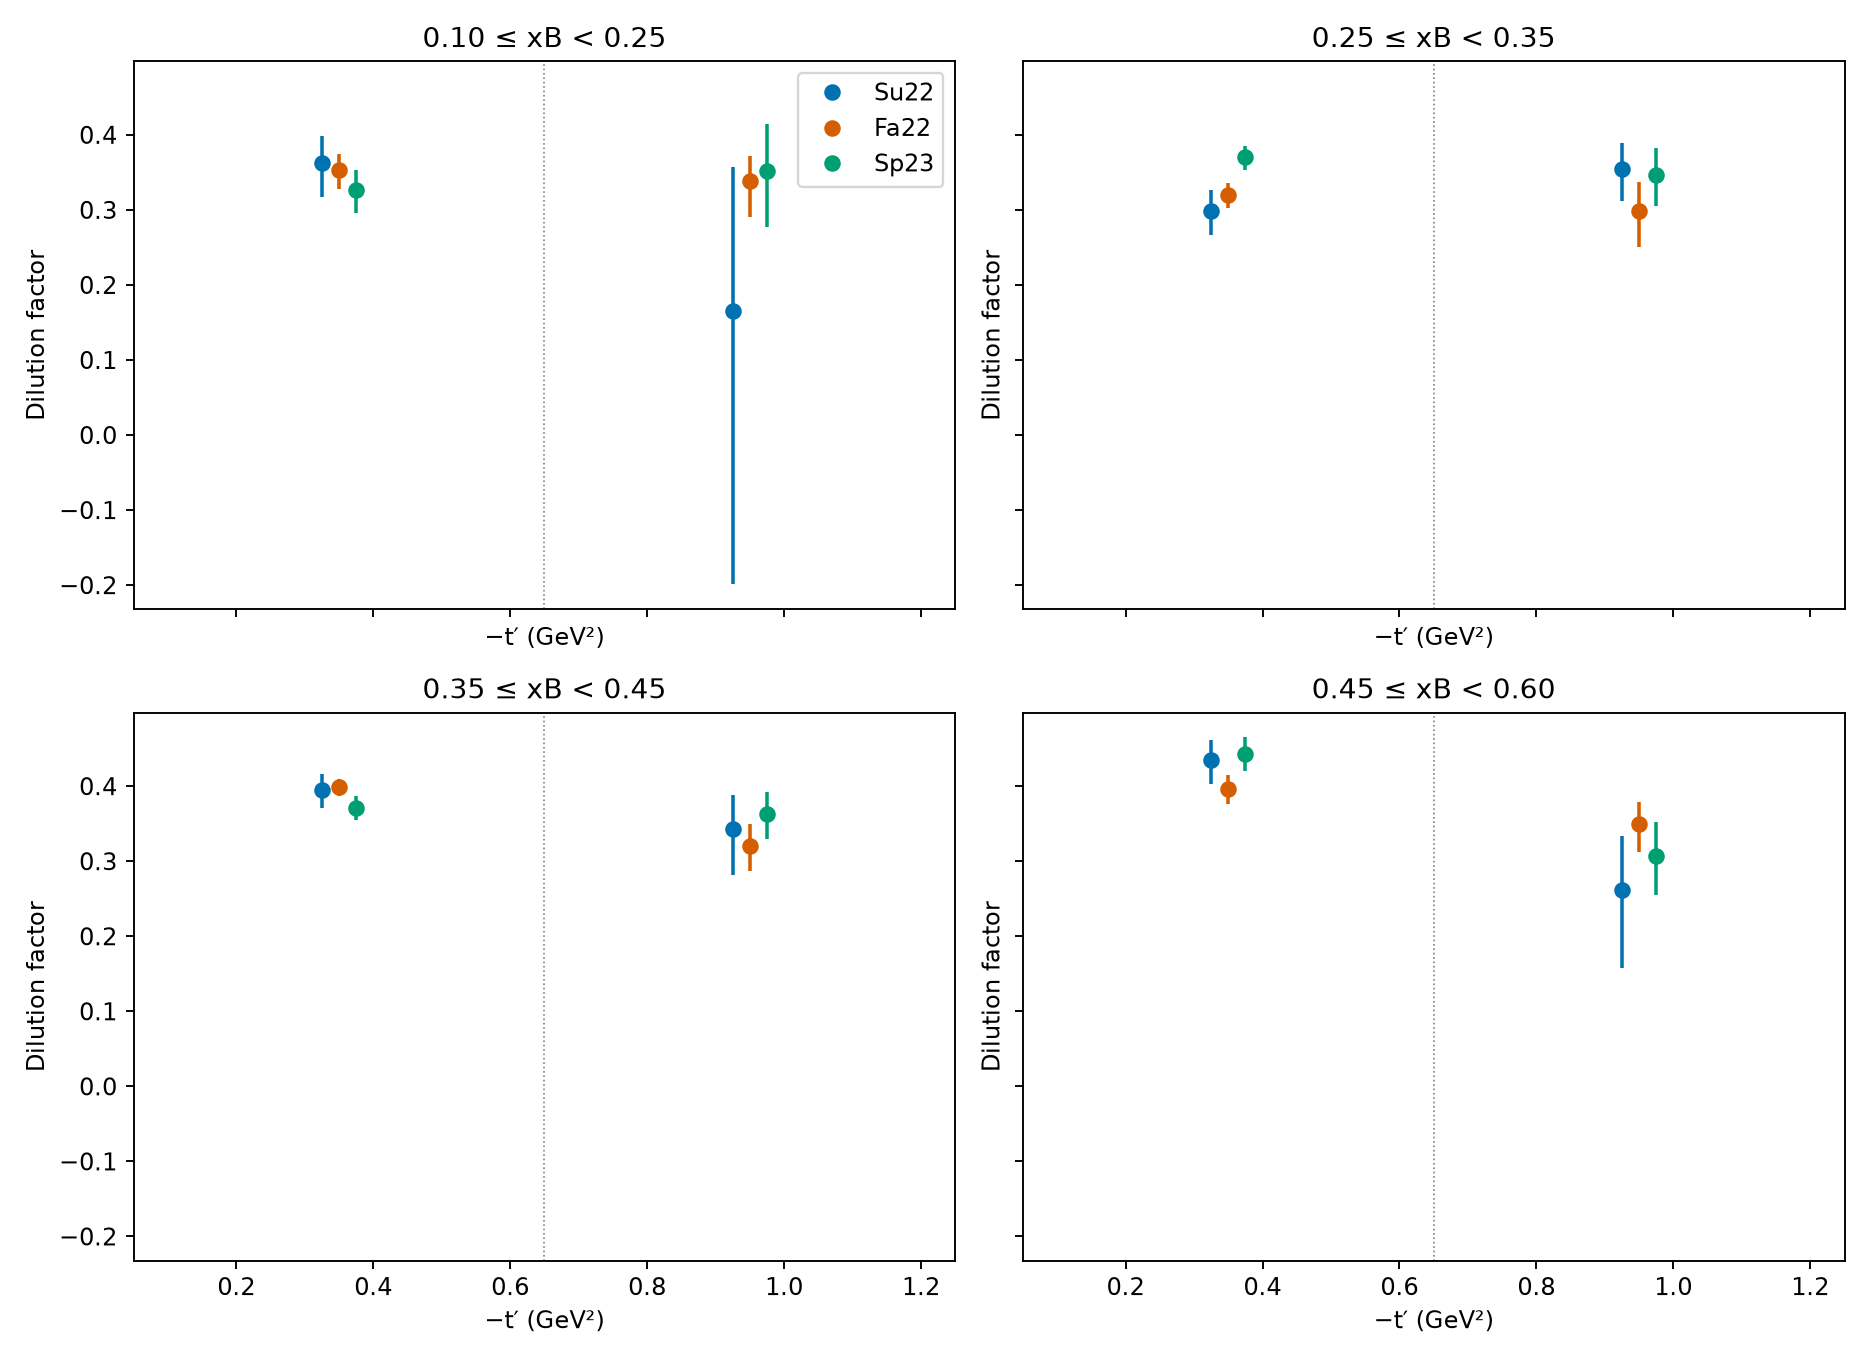 0.10 ≤ xB < 0.25
Dilution factor
0.4
0.3
0.2
0.1
0.0
−0.1
−0.2
Su22
Fa22
Sp23
−t′ (GeV²)
0.25 ≤ xB < 0.35
Dilution factor
−t′ (GeV²)
0.35 ≤ xB < 0.45
Dilution factor
0.4
0.3
0.2
0.1
0.0
−0.1
−0.2
0.2 0.4 0.6 0.8 1.0 1.2
−t′ (GeV²)
0.45 ≤ xB < 0.60
Dilution factor
0.2 0.4 0.6 0.8 1.0 1.2
−t′ (GeV²)